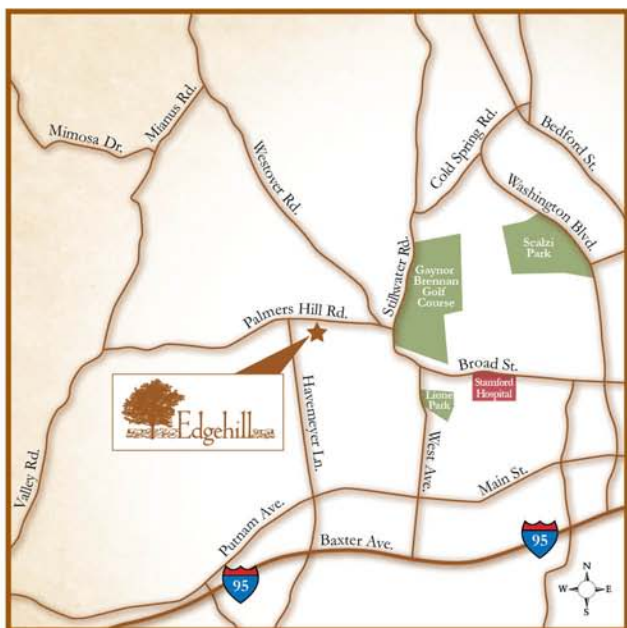 Mimosa Dr.
Mianus Rd.
Westover Rd.
Cold Spring Rd.
Bedford St.
Washington Blvd.
Scalzi
Park
Stillwater Rd.
Gaynor
Brennan
Golf
Course
Palmers Hill Rd.
Broad St.
Stamford
Hospital
Lione
Park
Edgehill
Havemeyer Ln.
West Ave.
Valley Rd.
Main St.
Putnam Ave.
Baxter Ave.
95
95
N
W
E
S